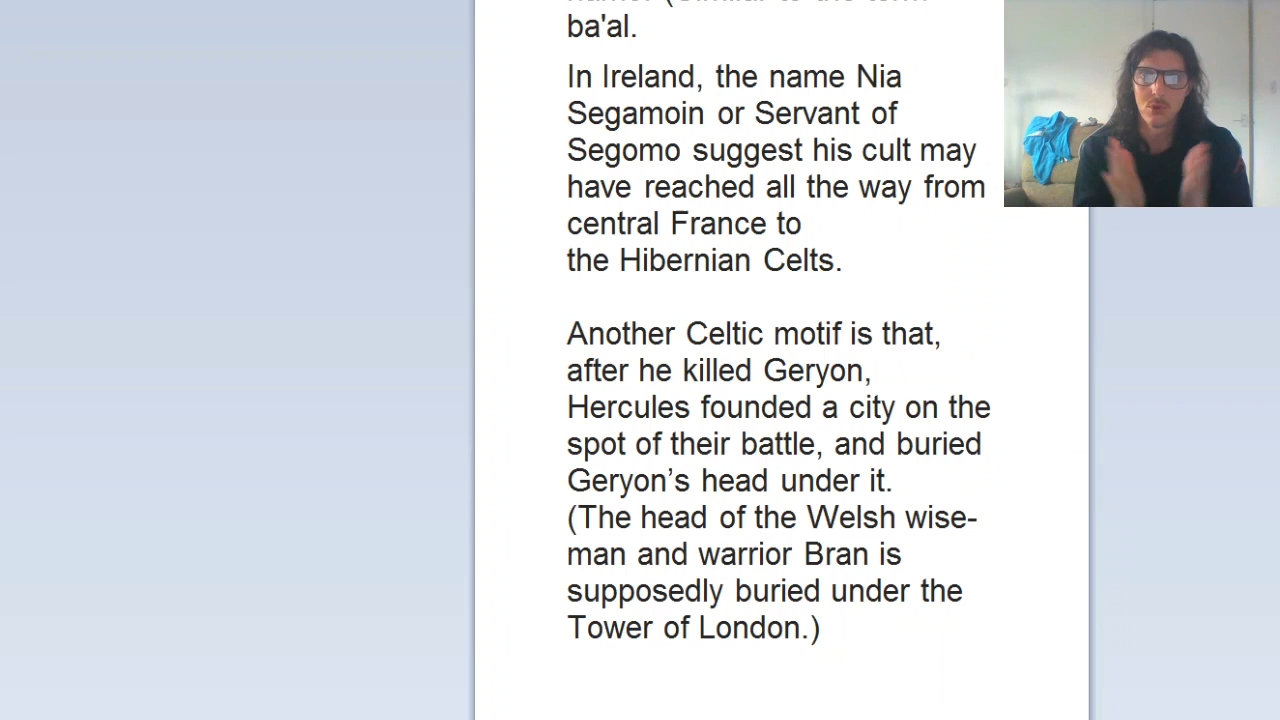 ba'al.
In Ireland, the name Nia
Segamoin or Servant of
Segomo suggest his cult may
have reached all the way from
central France to
the Hibernian Celts.
Another Celtic motif is that,
after he killed Geryon,
Hercules founded a city on the
spot of their battle, and buried
Geryon’s head under it.
(The head of the Welsh wise-
man and warrior Bran is
supposedly buried under the
Tower of London.)